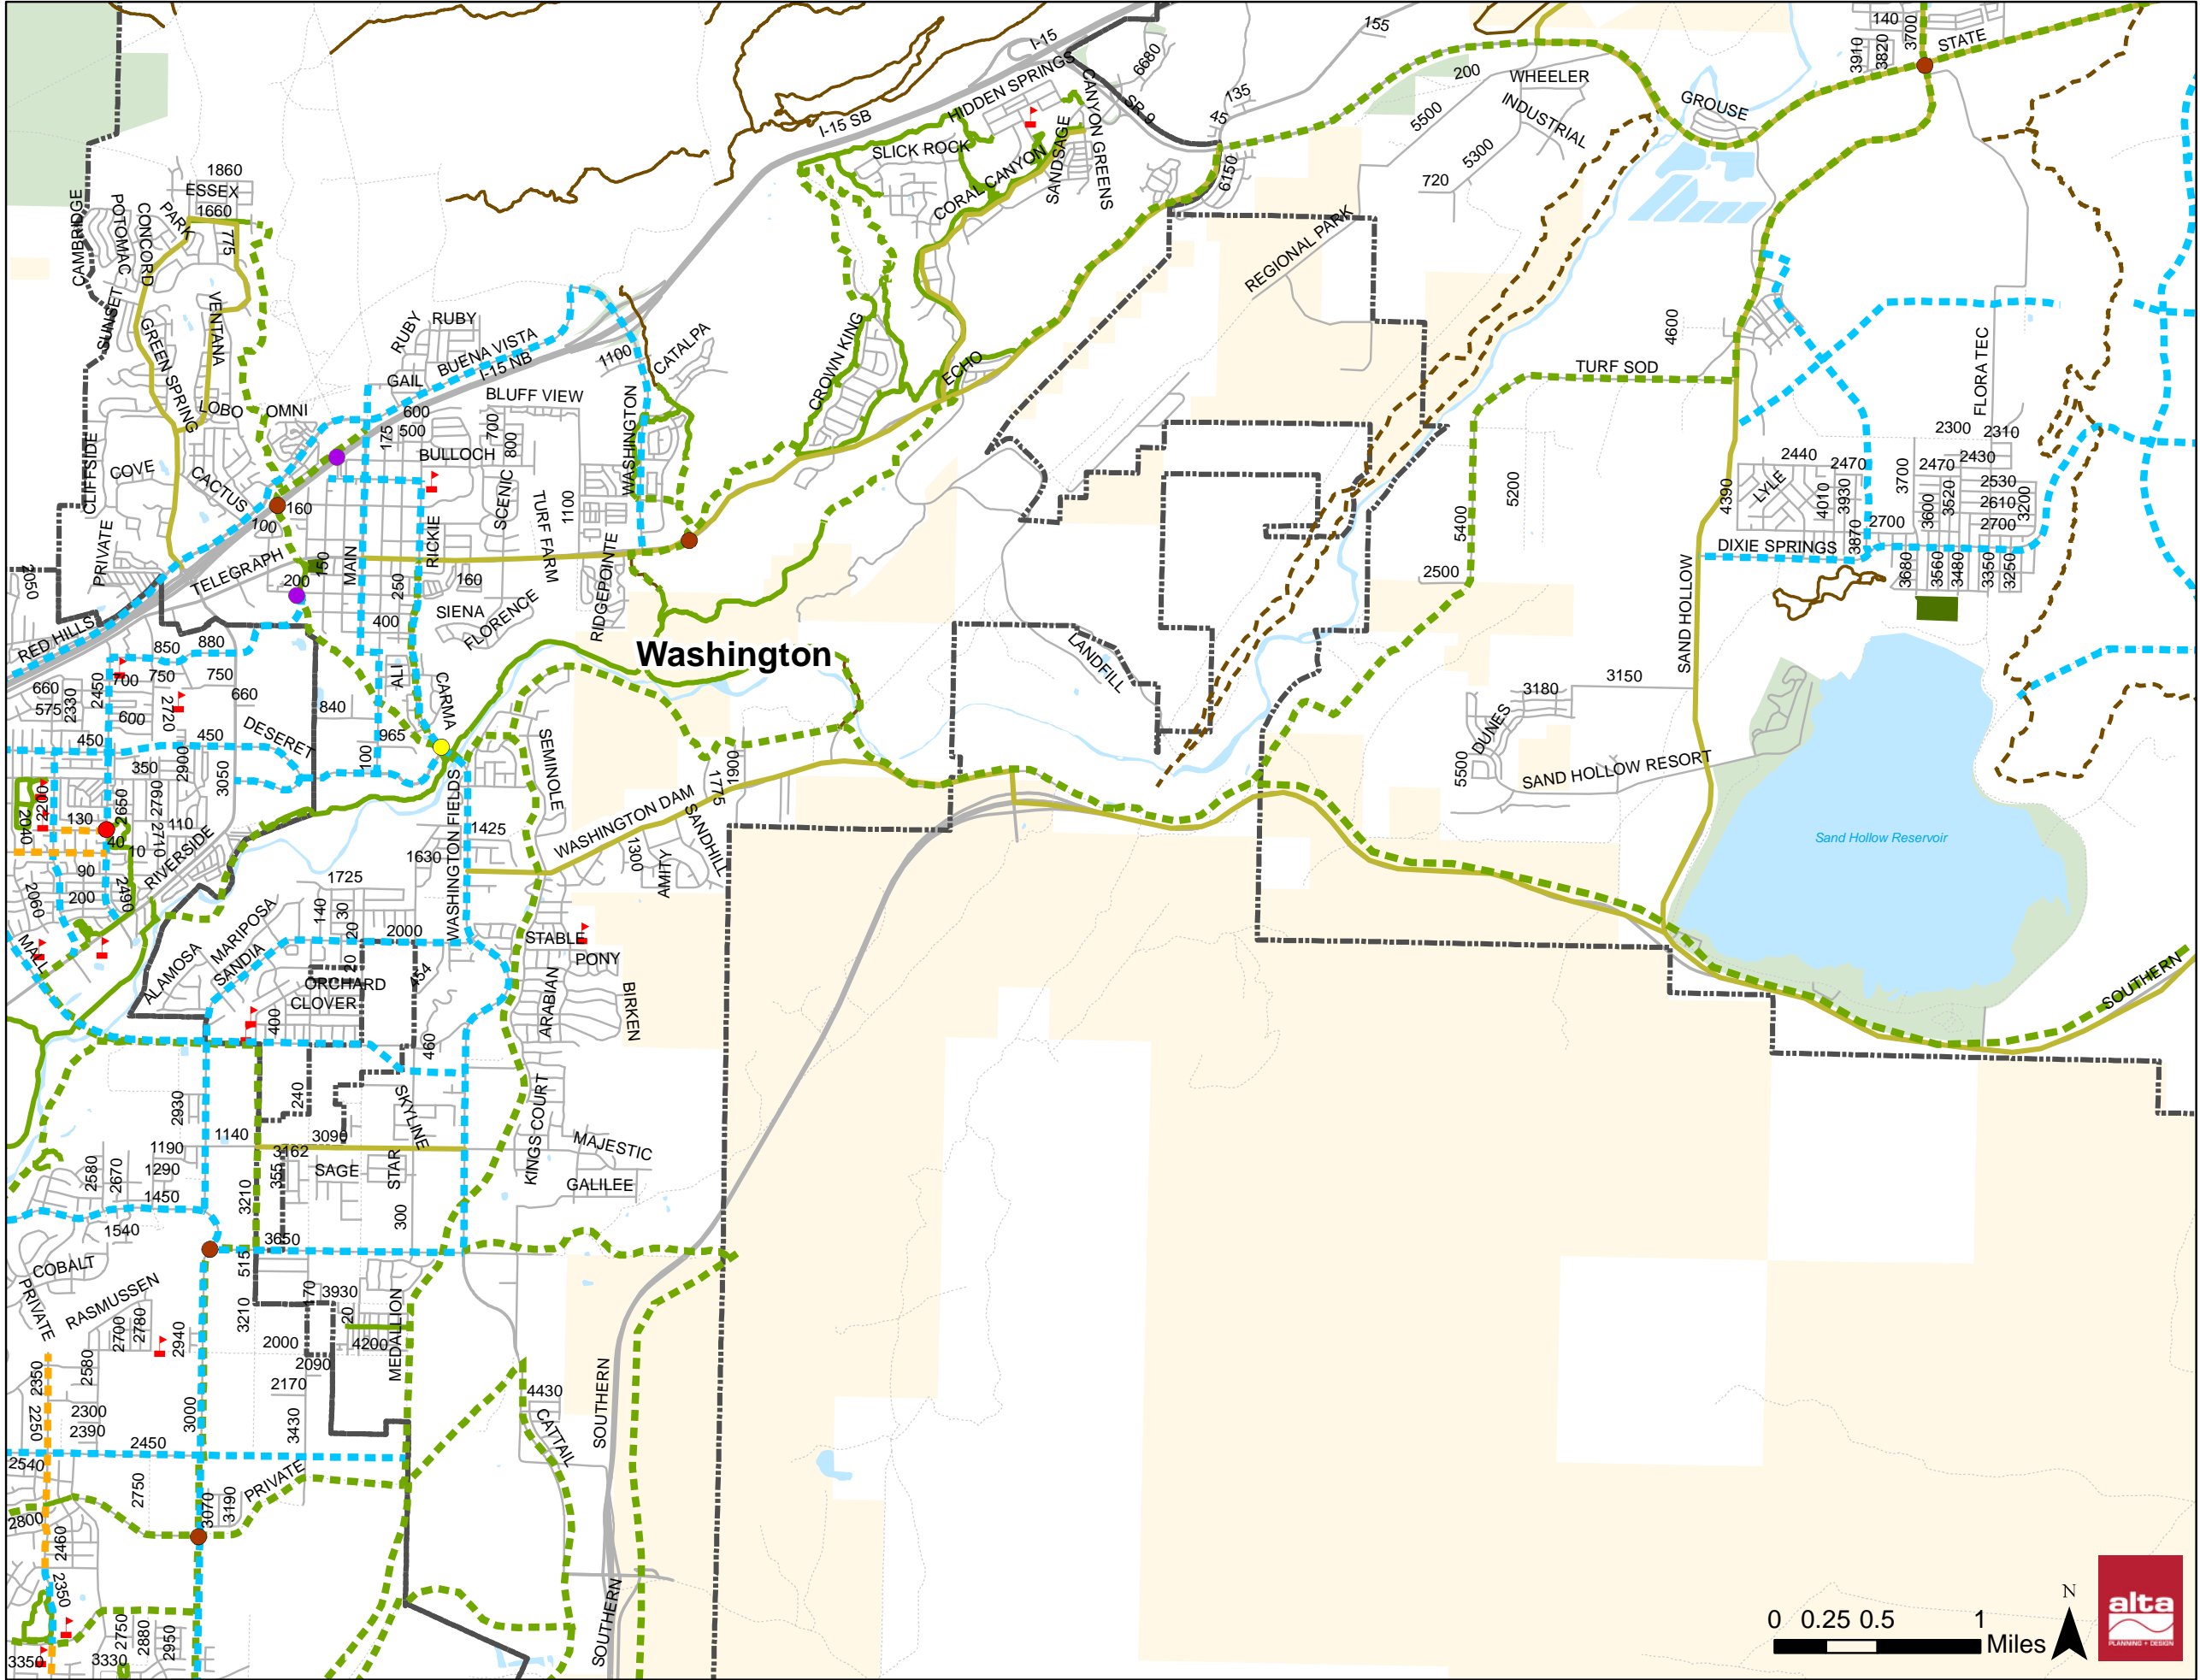 I-15
155
140
3700
STATE
3910
3820
HIDDEN SPRINGS
6680
200
WHEELER
CANYON GREENS
135
SR 9
45
5500
INDUSTRIAL
GROUSE
I-15 SB
SLICK ROCK
SANDSAGE
CORAL CANYON
5300
6150
720
1860
ESSEX
1660
PARK
775
CAMBRIDGE
POTOMAC
CONCORD
REGIONAL PARK
SUNSET
VENTANA
GREEN SPRING
RUBY
RUBY
BUENA VISTA
I-15 NB
1100
CATALPA
CROWN KING
ECHO
4600
TURF SOD
FLORA TEC
GAIL
BLUFF VIEW
LOBO
OMNI
600
500
175
700
800
WASHINGTON
2300
2310
CLIFFSIDE
COVE
CACTUS
BULLOCH
SCENIC
2440
2470
3700
2470
2430
2530
2610
2700
3200
LYLE
4010
3930
3870
2700
3600
3520
4390
5200
5400
160
100
TURF FARM
1100
RICKIE
PRIVATE
TELEGRAPH
150
MAIN
RIDGEPOINTE
DIXIE SPRINGS
3680
3560
3480
3350
3250
2050
200
250
160
2500
SIENA
FLORENCE
400
RED HILLS
850
880
Washington
LANDFILL
SAND HOLLOW
660
2330
2450
700
750
750
660
575
600
2720
ALI
CARMA
840
DESERET
3180
3150
DUNES
450
450
965
100
SEMINOLE
350
2900
3050
1900
1775
5500
SAND HOLLOW RESORT
2200
2040
130
2650
2790
2710
110
40
10
RIVERSIDE
WASHINGTON FIELDS
1425
WASHINGTON DAM
SANDHILL
1300
AMITY
1630
Sand Hollow Reservoir
90
200
2060
2490
1725
140
30
20
MARIPOSA
SANDIA
ALAMOSA
MALL
2000
20
454
STABLE
PONY
ORCHARD
CLOVER
400
ARABIAN
BIRKEN
SOUTHERN
460
240
2930
SKYLINE
KINGS COURT
1140
3090
1190
3162
MAJESTIC
1290
2580
2670
355
SAGE
STAR
GALILEE
1450
3210
300
1540
3650
COBALT
515
PRIVATE
RASMUSSEN
170
3930
20
3210
MEDALLION
2700
2780
2940
2000
4200
2090
2350
2580
2170
4430
SOUTHERN
CATTAIL
2250
2300
2390
3000
3430
2450
2540
2750
PRIVATE
3070
3190
2800
2460
2350
SOUTHERN
2750
2880
2950
3350
3330
0 0.25 0.5 1
Miles
N
alta
PLANNING + DESIGN